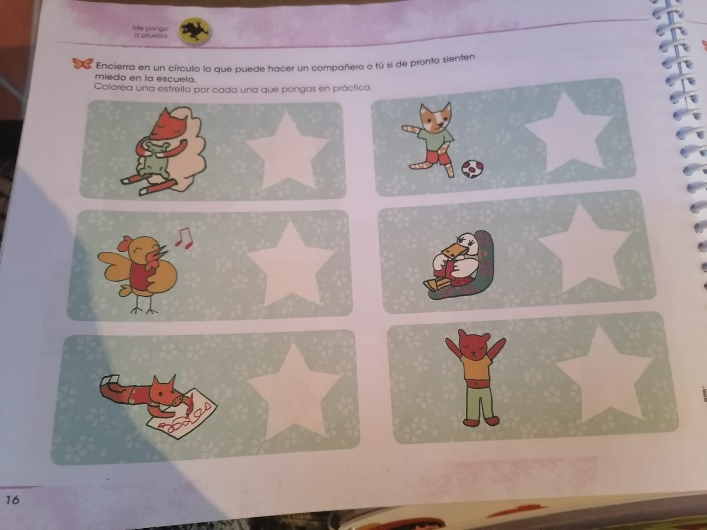 Me pongo
a prueba
Encierra en un círculo lo que puede hacer un compañero o tú si de pronto sienten
miedo en la escuela.
Colorea una estrella por cada una que pongas en práctica.
16